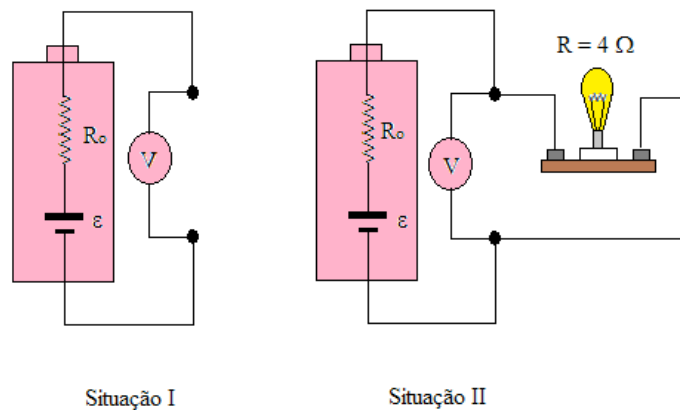 R = 4 Ω
Rₒ
V
ε
Rₒ
V
ε
Situação I
Situação II